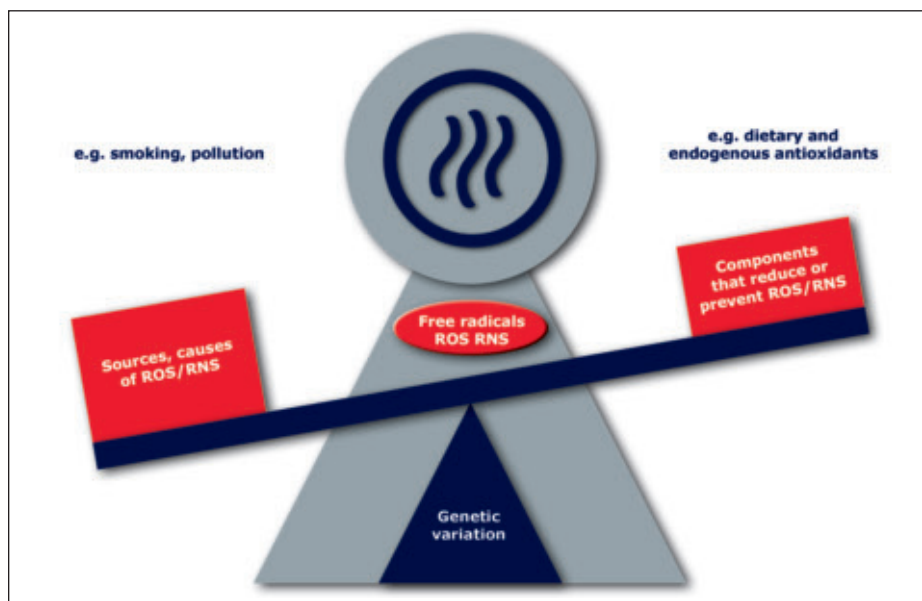 e.g. smoking, pollution
e.g. dietary and
endogenous antioxidants
Sources, causes
of ROS/RNS
Free radicals
ROS RNS
Components
that reduce or
prevent ROS/RNS
Genetic
variation